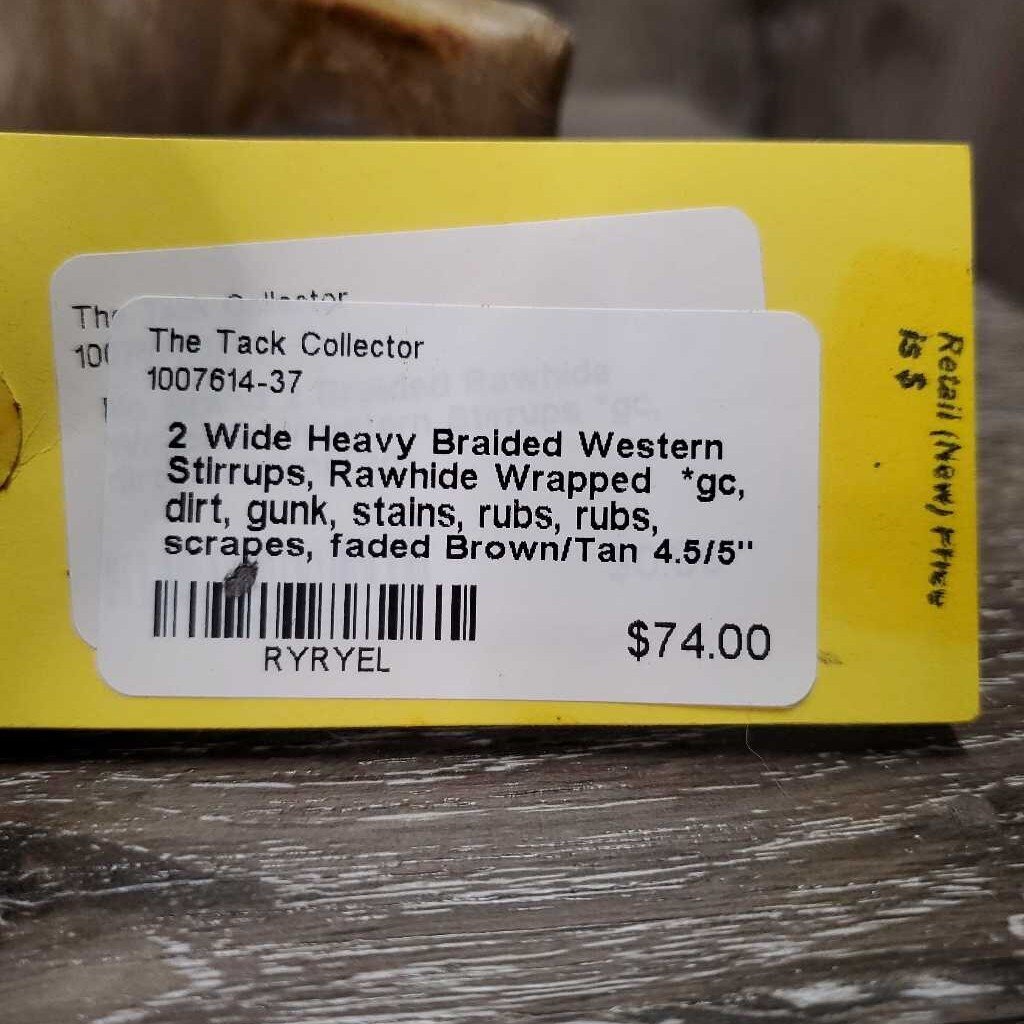 The Tack Collector
1007614-37
2 Wide Heavy Braided Western
Stirrups, Rawhide Wrapped *gc,
dirt, gunk, stains, rubs, rubs,
scrapes, faded Brown/Tan 4.5/5"
RYRYEL
$74.00
Retail (New)
is $